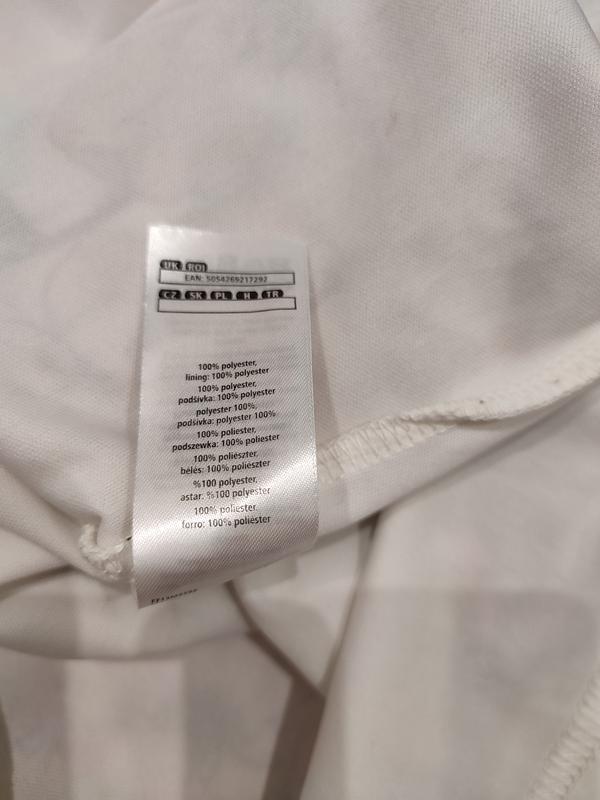 UK ROI
EAN: 5054269217292
CZ SK PL H TR
100% polyester,
lining: 100% polyester
100% polyester,
podšívka: 100% polyester
polyester 100%,
podšívka: polyester 100%
100% poliester,
podszewka: 100% poliester
100% poliészter,
bélés: 100% poliészter
%100 polyester,
astar: %100 polyester
100% poliéster,
forro: 100% poliéster